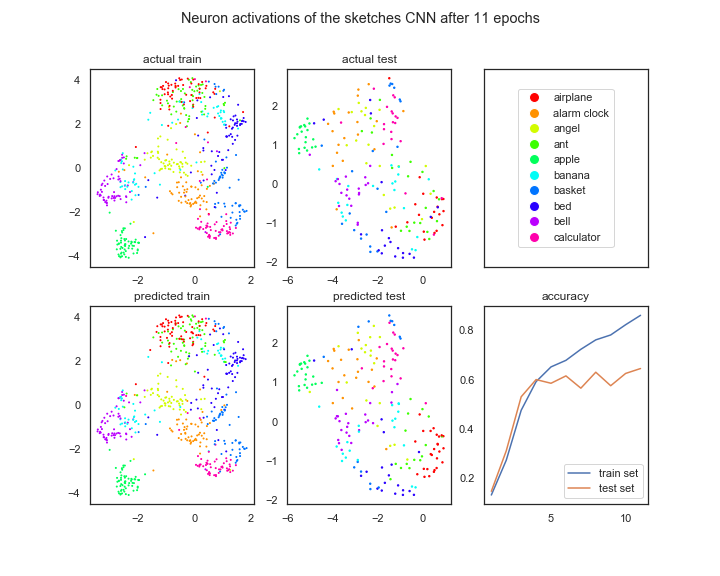 Neuron activations of the sketches CNN after 11 epochs
actual train
actual test
4
2
0
−2
−4
−2
0
2
2
1
0
−1
−2
−6
−4
−2
0
airplane
alarm clock
angel
ant
apple
banana
basket
bed
bell
calculator
predicted train
predicted test
accuracy
4
2
0
−2
−4
−2
0
2
2
1
0
−1
−2
−6
−4
−2
0
0.8
0.6
0.4
0.2
5
10
train set
test set